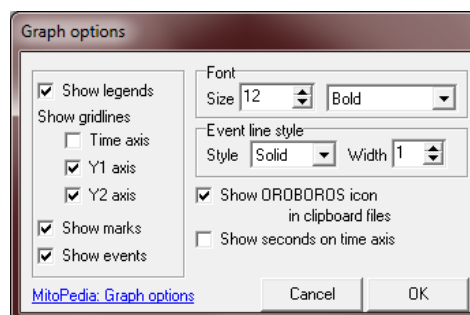 Graph options
Show legends
Show gridlines
Time axis
Y1 axis
Y2 axis
Show marks
Show events
MitoPedia: Graph options
Font
Size 12 Bold
Event line style
Style Solid Width 1
Show OROBOROS icon
in clipboard files
Show seconds on time axis
Cancel OK